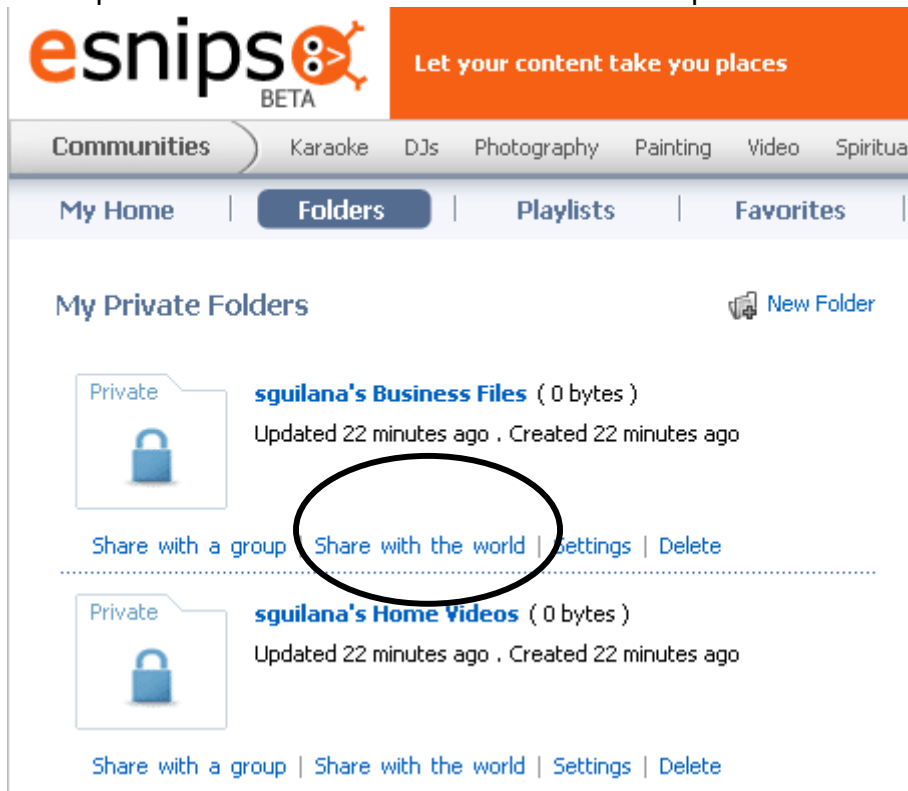 esnips
BETA
Let your content take you places
Communities Karaoke DJs Photography Painting Video Spiritua
My Home | Folders | Playlists | Favorites |
My Private Folders New Folder
Private
sguilana's Business Files ( 0 bytes )
Updated 22 minutes ago . Created 22 minutes ago
Share with a group | Share with the world | Settings | Delete
Private
sguilana's Home Videos ( 0 bytes )
Updated 22 minutes ago . Created 22 minutes ago
Share with a group | Share with the world | Settings | Delete